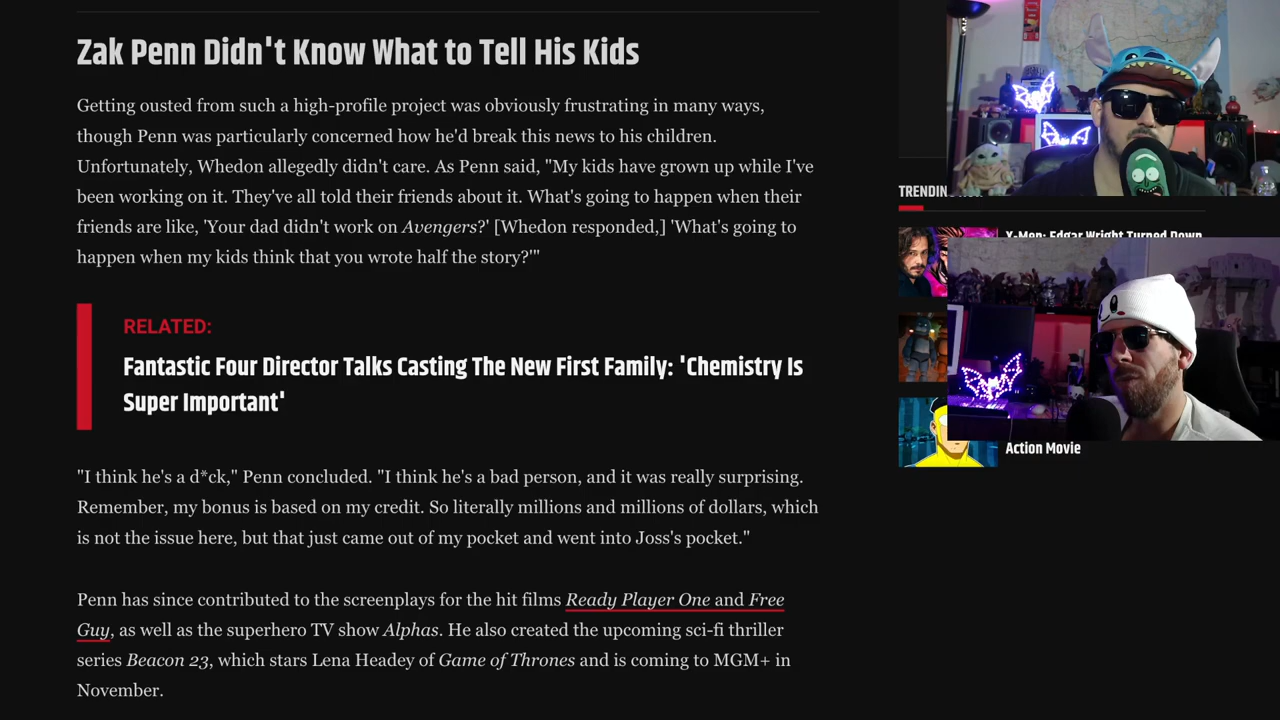 Zak Penn Didn't Know What to Tell His Kids
Getting ousted from such a high-profile project was obviously frustrating in many ways,
though Penn was particularly concerned how he'd break this news to his children.
Unfortunately, Whedon allegedly didn't care. As Penn said, "My kids have grown up while I've
been working on it. They've all told their friends about it. What's going to happen when their
friends are like, 'Your dad didn't work on Avengers?' [Whedon responded,] 'What's going to
happen when my kids think that you wrote half the story?'"
RELATED:
Fantastic Four Director Talks Casting The New First Family: 'Chemistry Is
Super Important'
"I think he's a d*ck," Penn concluded. "I think he's a bad person, and it was really surprising.
Remember, my bonus is based on my credit. So literally millions and millions of dollars, which
is not the issue here, but that just came out of my pocket and went into Joss's pocket."
Penn has since contributed to the screenplays for the hit films Ready Player One and Free
Guy, as well as the superhero TV show Alphas. He also created the upcoming sci-fi thriller
series Beacon 23, which stars Lena Headey of Game of Thrones and is coming to MGM+ in
November.
X-Men: Edgar Wright Turned Down
Action Movie